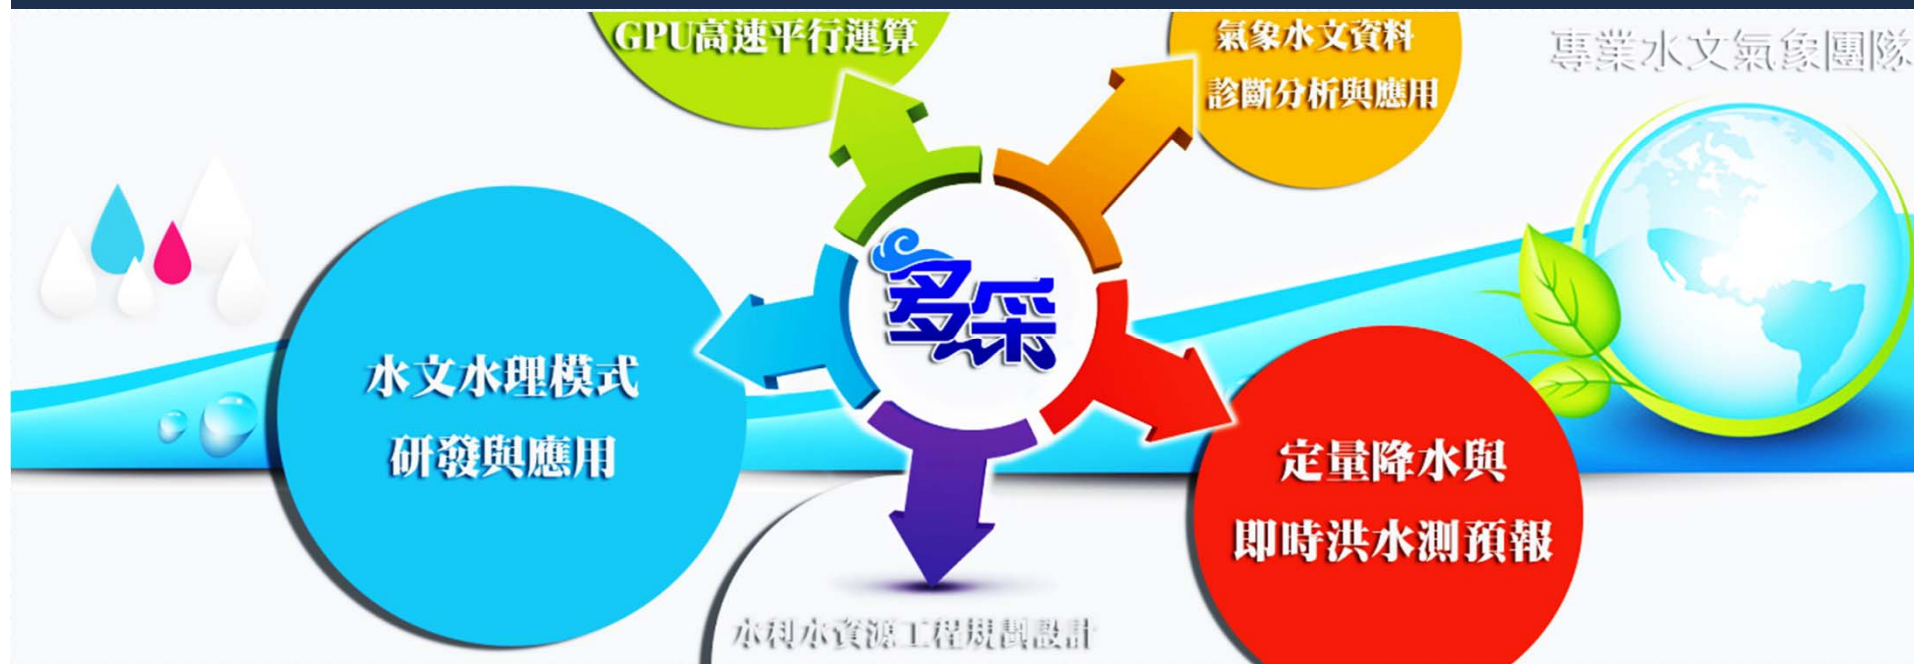 GPU高速平行運算
氣象水文資料
診斷分析與應用
專業水文氣象團隊
多采
水文水理模式
研發與應用
定量降水與
即時洪水測預報
水利水資源工程規劃設計